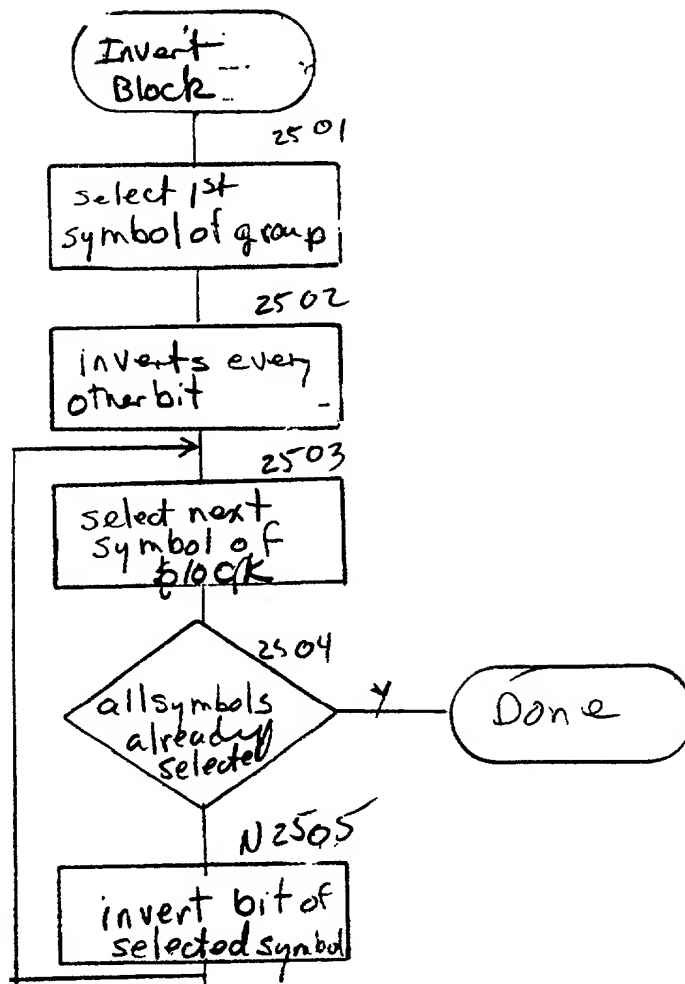 Invert
Block
2501
select 1st
symbol of group
2502
inverts every
other bit
2503
select next
symbol of
block
2504
all symbols
already
selected
Y
Done
N 2505
invert bit of
selected symbol